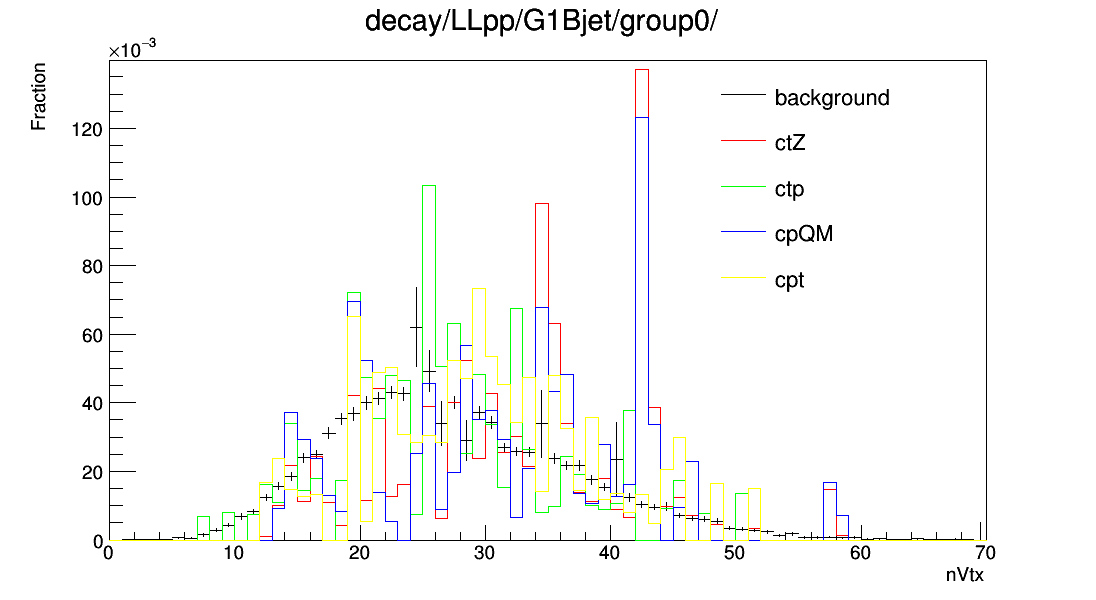 decay/LLpp/G1Bjet/group0/
×10⁻³
Fraction
background
ctZ
ctp
cpQM
cpt
120
100
80
60
40
20
0
0 10 20 30 40 50 60 70
nVtx